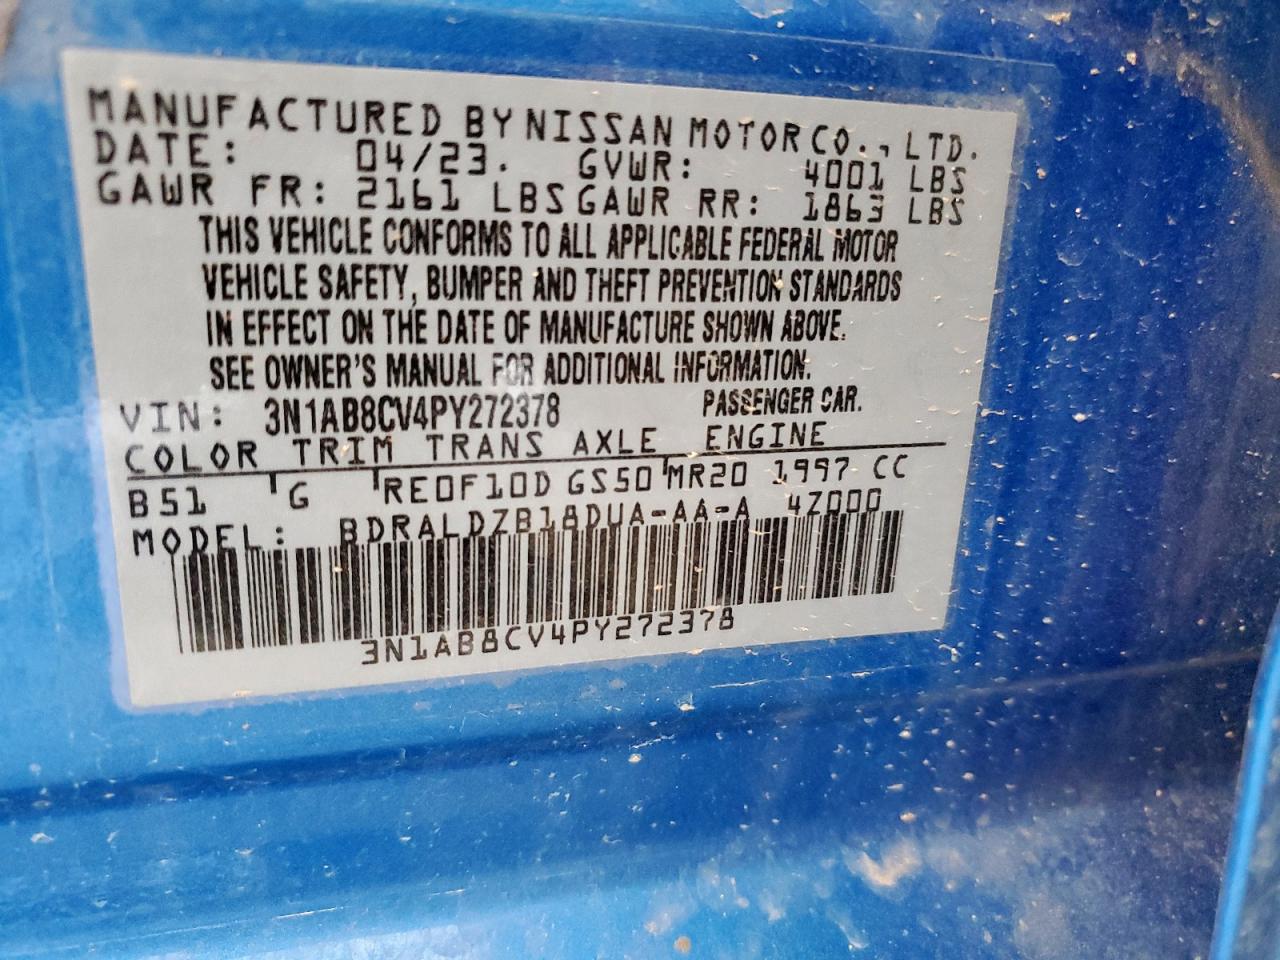 MANUFACTURED BY NISSAN MOTOR CO., LTD.
DATE: 04/23. GVWR: 4001 LBS
GAWR FR: 2161 LBS GAWR RR: 1863 LBS
THIS VEHICLE CONFORMS TO ALL APPLICABLE FEDERAL MOTOR
VEHICLE SAFETY, BUMPER AND THEFT PREVENTION STANDARDS
IN EFFECT ON THE DATE OF MANUFACTURE SHOWN ABOVE.
SEE OWNER'S MANUAL FOR ADDITIONAL INFORMATION.
VIN: 3N1AB8CV4PY272378 PASSENGER CAR.
COLOR TRIM TRANS AXLE ENGINE
B51 G RE0F10D GS50 MR20 1997 CC
MODEL: BDRALDZB18DUA-AA-A 4Z000
3N1AB8CV4PY272378